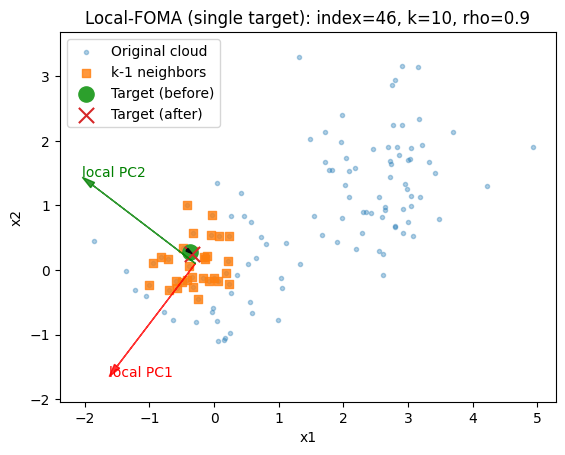 Local-FOMA (single target): index=46, k=10, rho=0.9
Original cloud
k-1 neighbors
Target (before)
Target (after)
local PC2
local PC1
3
2
1
0
−1
−2
x2
−2
−1
0
1
2
3
4
5
x1